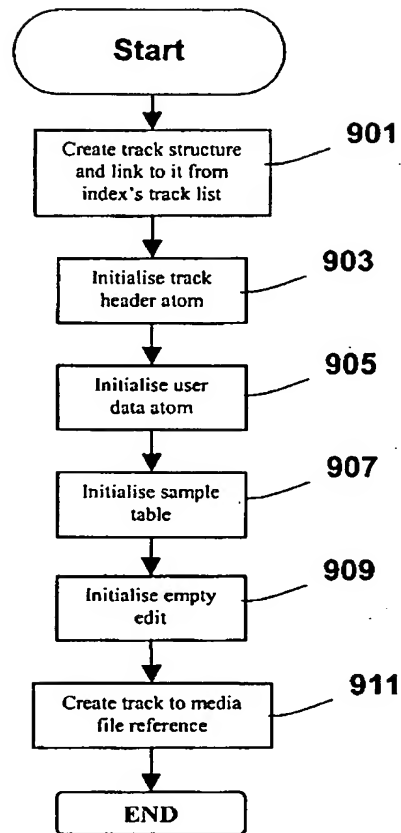 Start
901
Create track structure
and link to it from
index's track list
903
Initialise track
header atom
905
Initialise user
data atom
907
Initialise sample
table
909
Initialise empty
edit
911
Create track to media
file reference
END